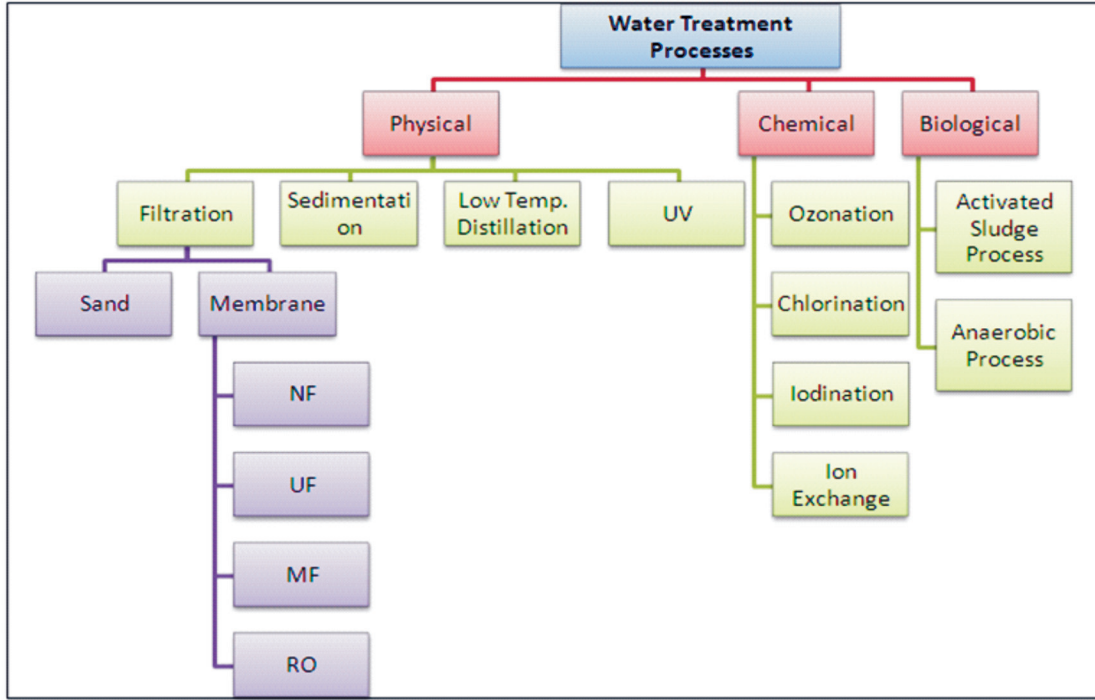 Water Treatment
Processes
Physical
Chemical
Biological
Filtration
Sedimentati
on
Low Temp.
Distillation
UV
Ozonation
Activated
Sludge
Process
Sand
Membrane
Chlorination
Anaerobic
Process
NF
Iodination
UF
Ion
Exchange
MF
RO